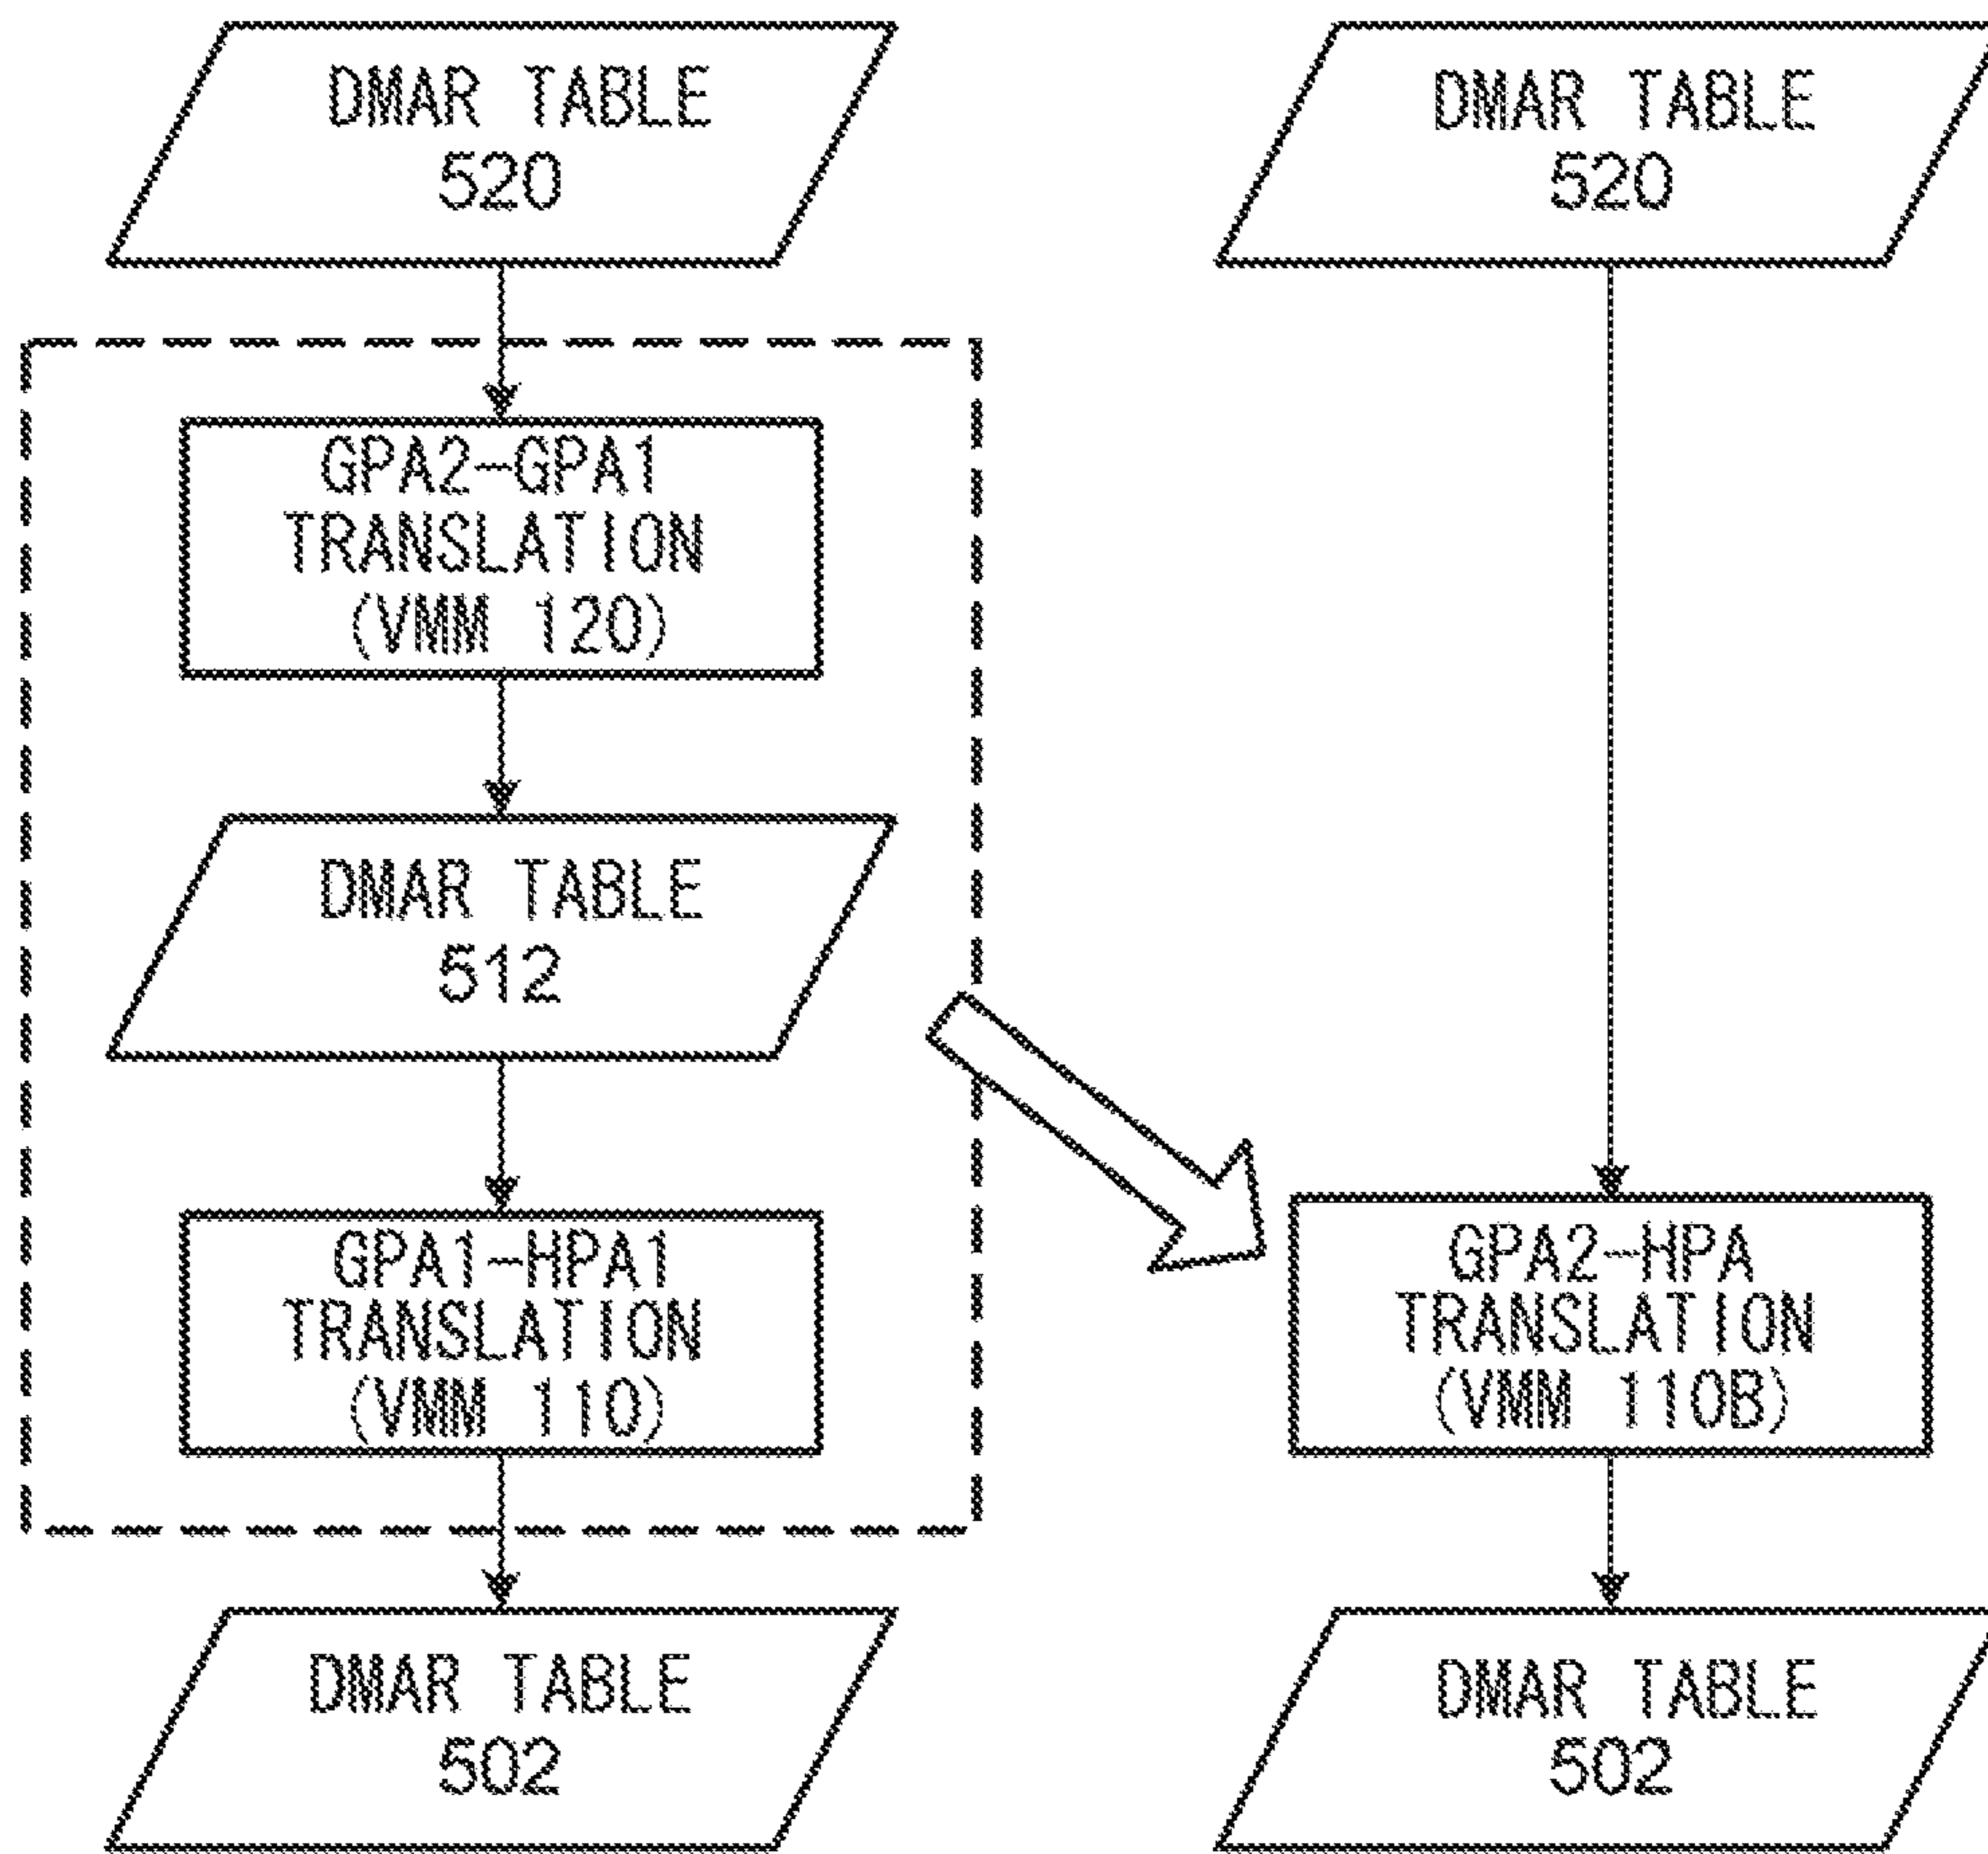 DMAR TABLE
520
GPA2-GPA1
TRANSLATION
(VMM 120)
DMAR TABLE
512
GPA1-HPA1
TRANSLATION
(VMM 110)
DMAR TABLE
502
DMAR TABLE
520
GPA2-HPA
TRANSLATION
(VMM 110B)
DMAR TABLE
502